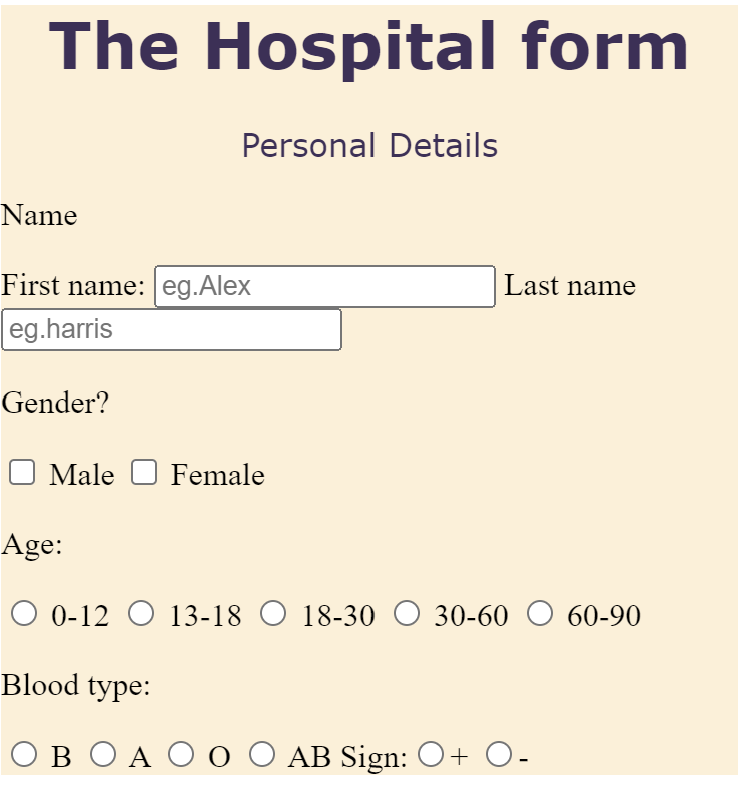 The Hospital form
Personal Details
Name
First name: eg.Alex Last name
eg.harris
Gender?
Male Female
Age:
0-12 13-18 18-30 30-60 60-90
Blood type:
B A O AB Sign: + -